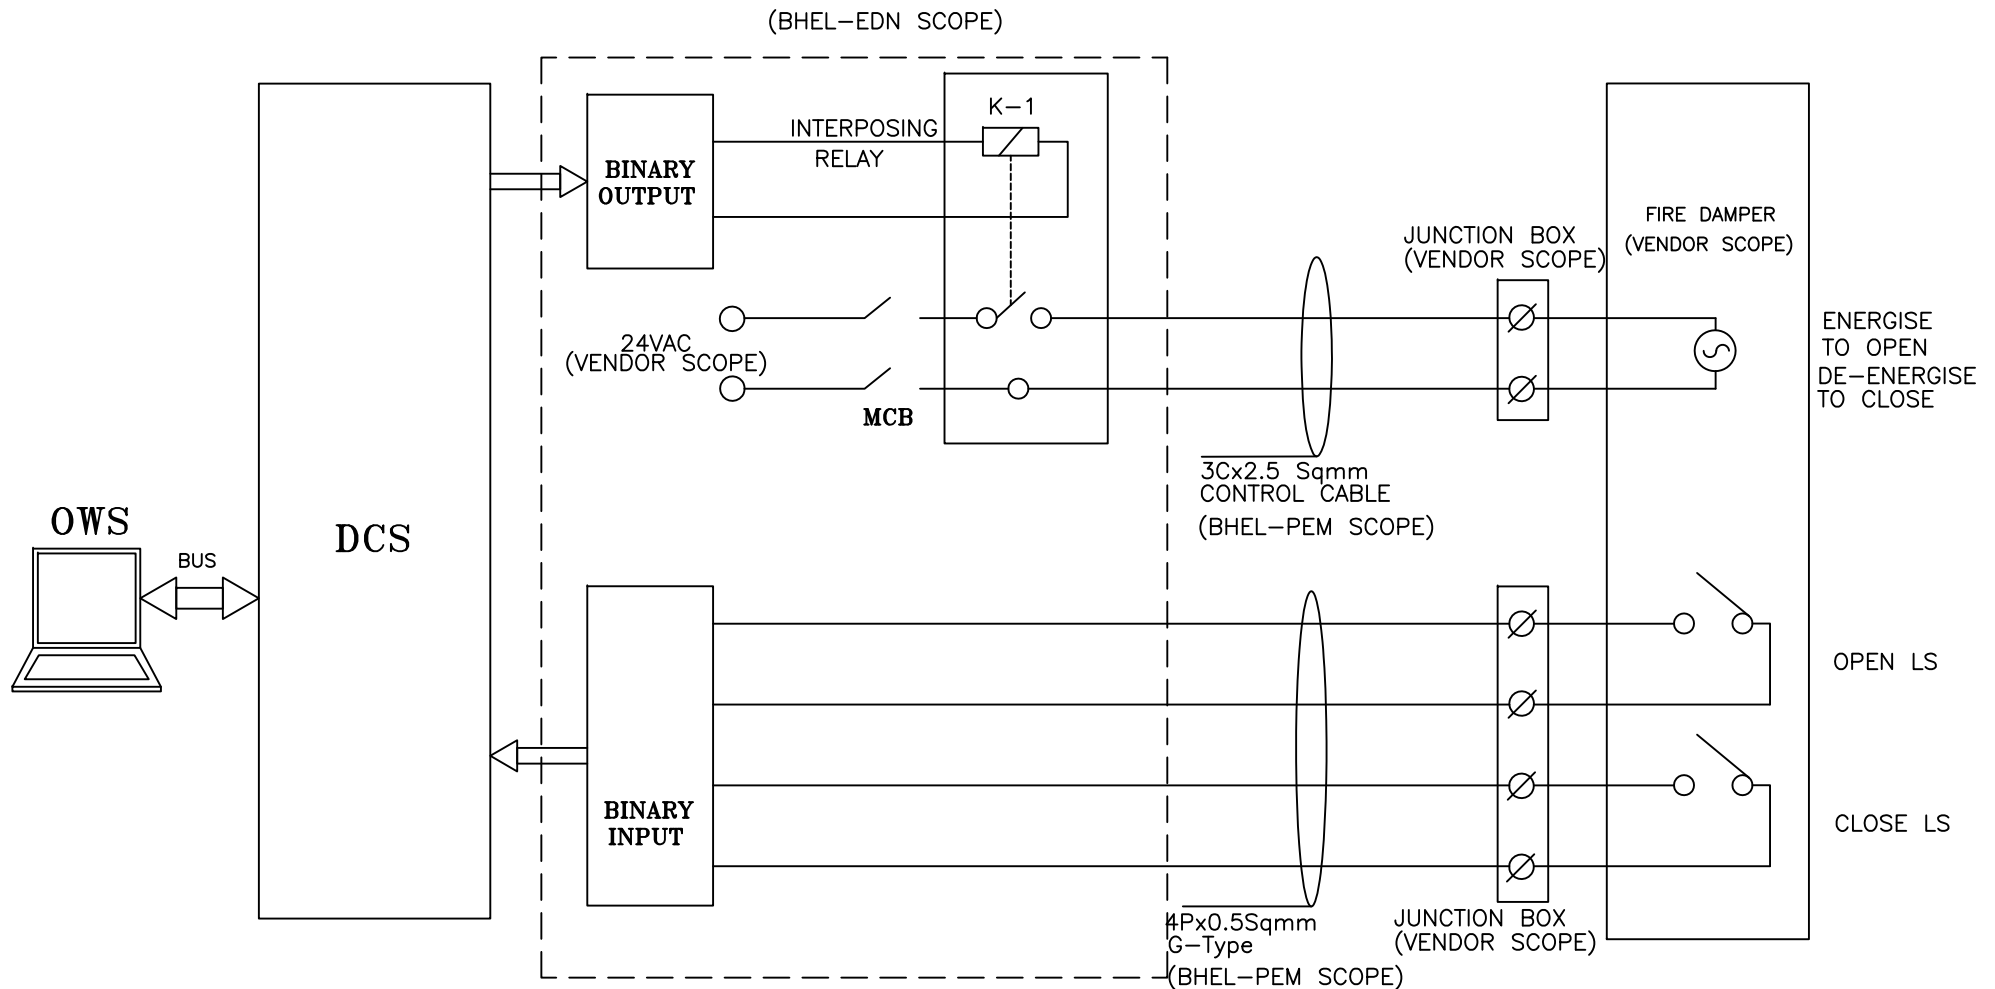 (BHEL-EDN SCOPE)
K-1
INTERPOSING
RELAY
BINARY
OUTPUT
FIRE DAMPER
(VENDOR SCOPE)
JUNCTION BOX
(VENDOR SCOPE)
24VAC
(VENDOR SCOPE)
MCB
ENERGISE
TO OPEN
DE-ENERGISE
TO CLOSE
3Cx2.5 Sqmm
CONTROL CABLE
(BHEL-PEM SCOPE)
OWS
BUS
DCS
OPEN LS
BINARY
INPUT
CLOSE LS
4Px0.5Sqmm
G-Type
(BHEL-PEM SCOPE)
JUNCTION BOX
(VENDOR SCOPE)